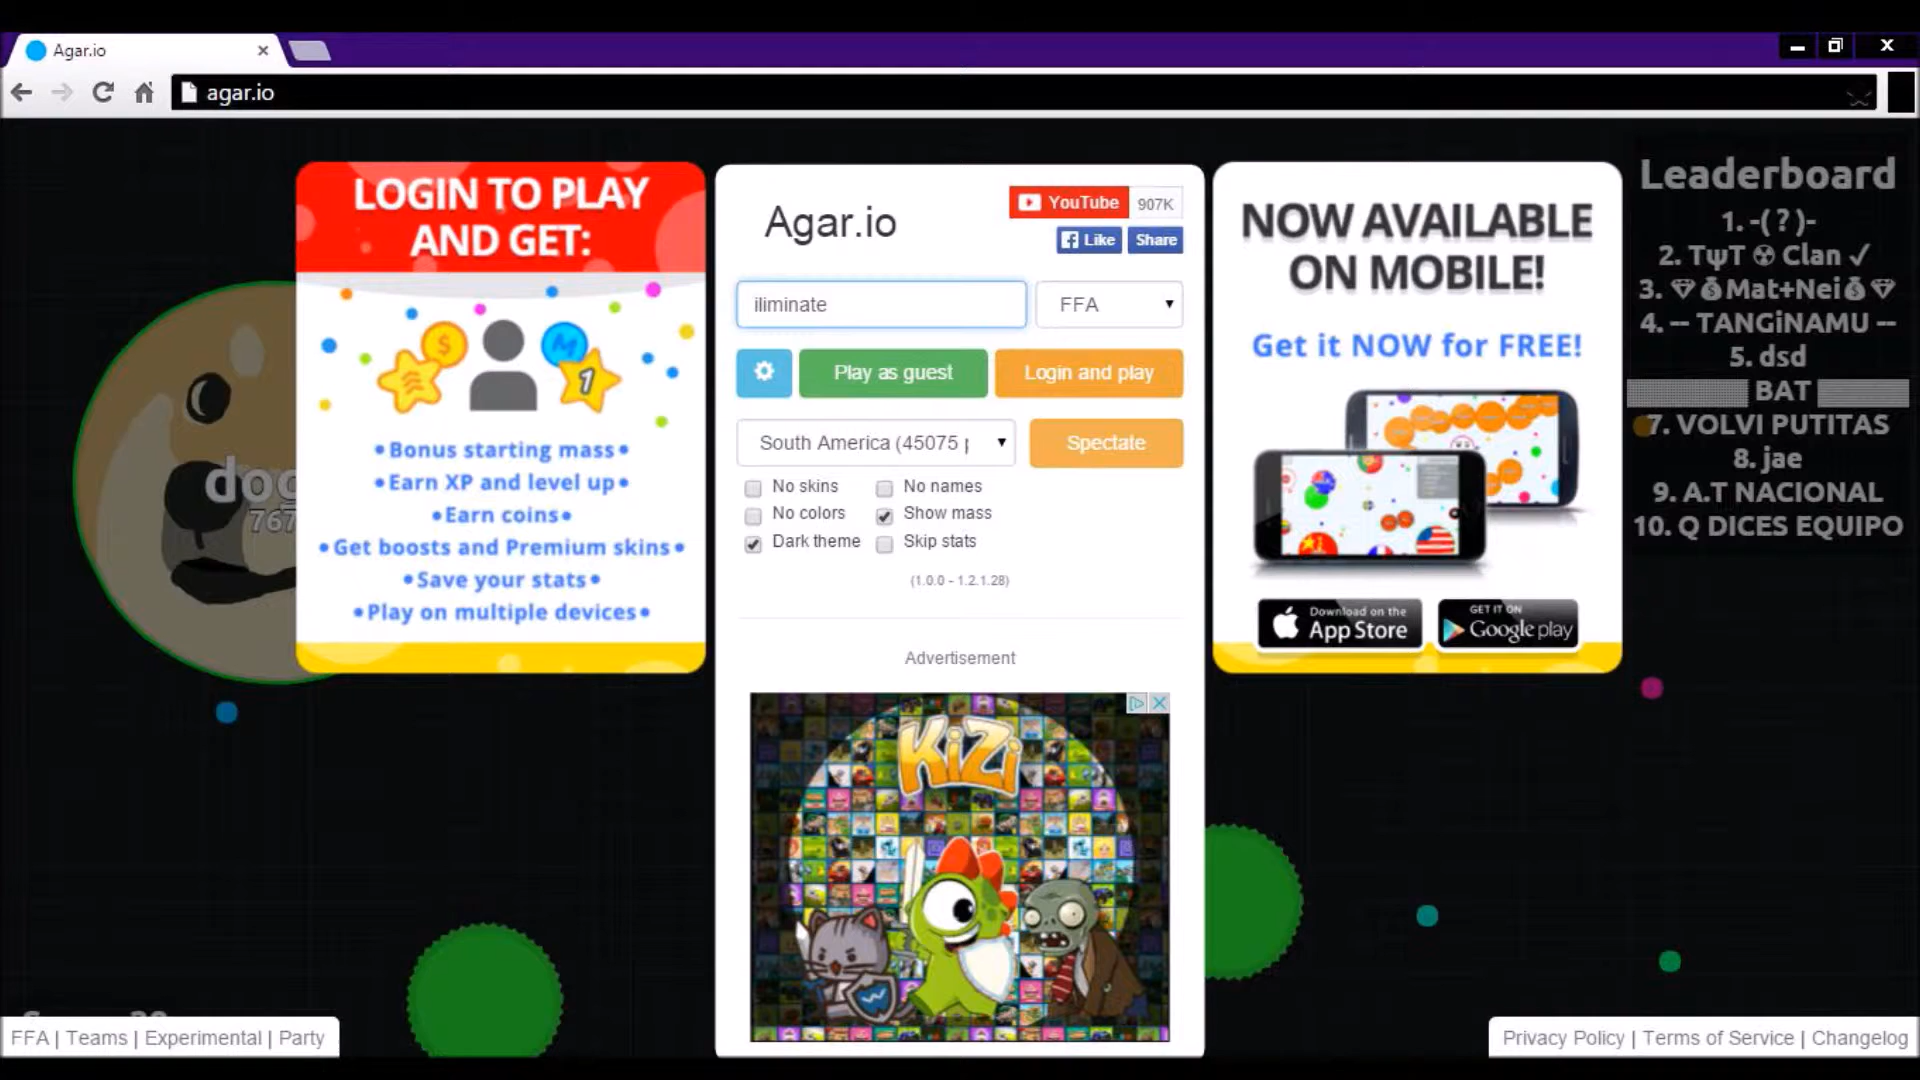 Agar.io
agar.io
LOGIN TO PLAY
AND GET:
•Bonus starting mass•
•Earn XP and level up•
•Earn coins•
•Get boosts and Premium skins•
•Save your stats•
•Play on multiple devices•
dog
767
Agar.io
YouTube 907K
Like Share
iliminate
FFA
Play as guest
Login and play
South America (45075 p
Spectate
No skins No names
No colors Show mass
Dark theme Skip stats
(1.0.0 - 1.2.1.28)
Advertisement
KiZi
NOW AVAILABLE
ON MOBILE!
Get it NOW for FREE!
Download on the
App Store
GET IT ON
Google play
Leaderboard
1. -( ? )-
2. TψT ☢ Clan ✓
3. 💎💰Mat+Nei💰💎
4. -- TANGiNAMU --
5. dsd
▒▒▒▒▒▒ BAT ▒▒▒▒▒
7. VOLVI PUTITAS
8. jae
9. A.T NACIONAL
10. Q DICES EQUIPO
FFA | Teams | Experimental | Party
Privacy Policy | Terms of Service | Changelog